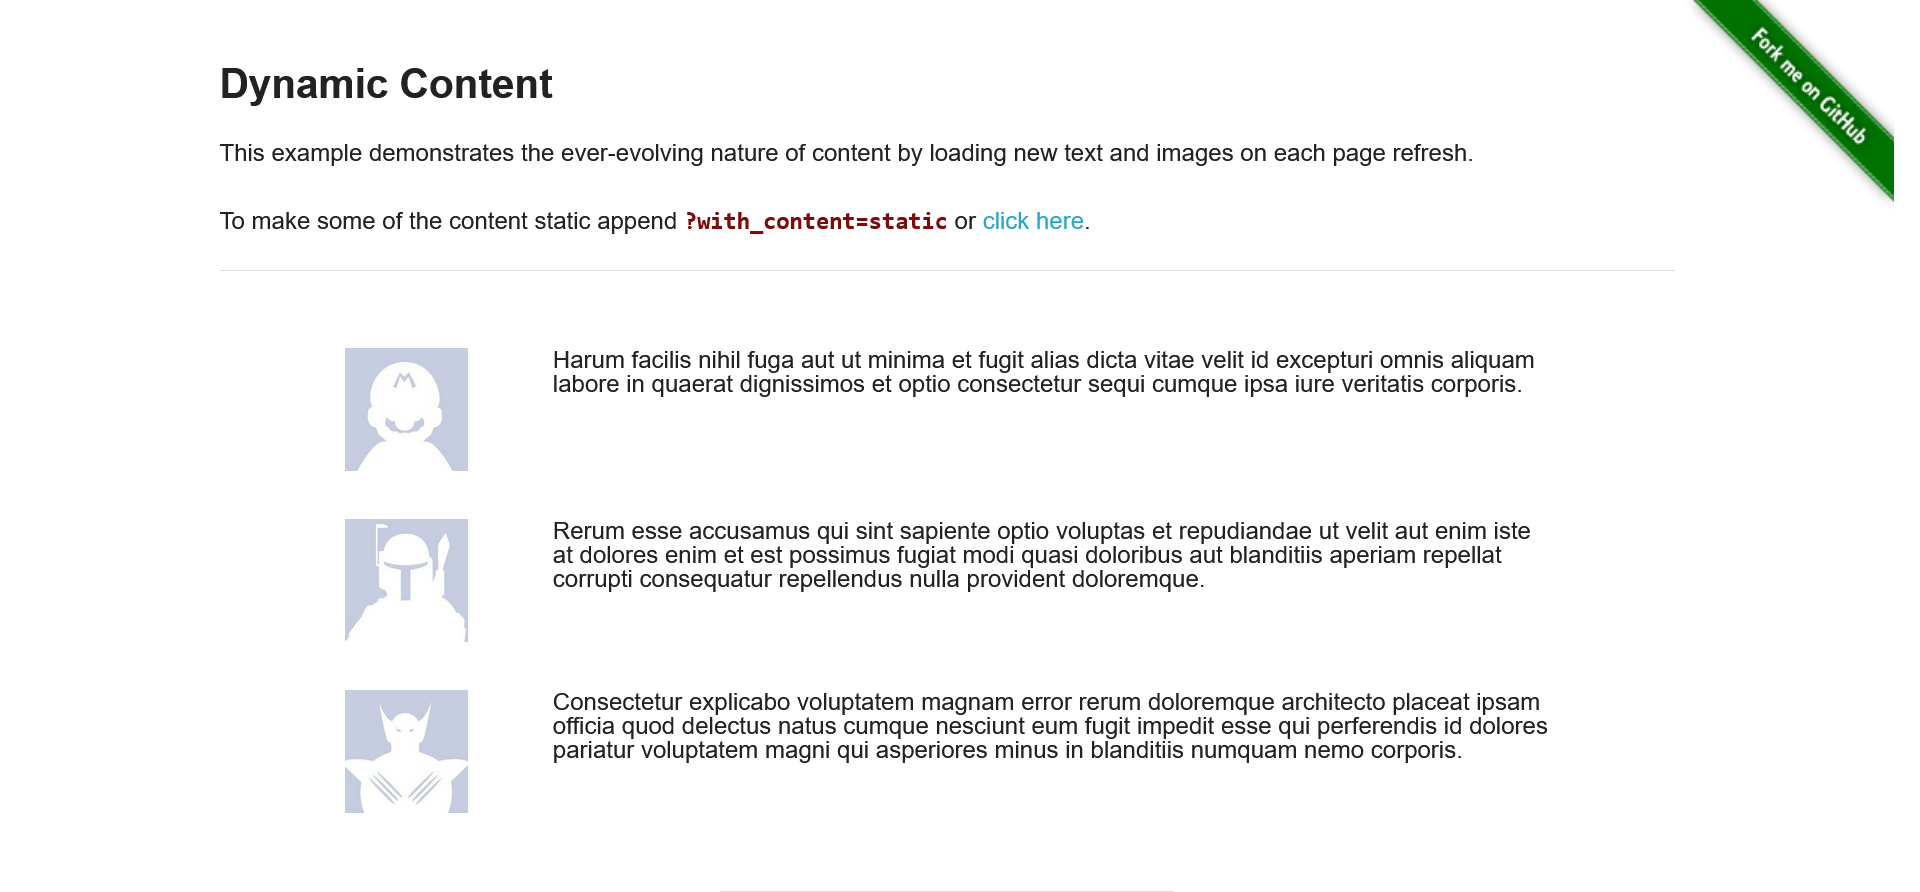 Fork me on GitHub
Dynamic Content
This example demonstrates the ever-evolving nature of content by loading new text and images on each page refresh.
To make some of the content static append ?with_content=static or click here.
Harum facilis nihil fuga aut ut minima et fugit alias dicta vitae velit id excepturi omnis aliquam
labore in quaerat dignissimos et optio consectetur sequi cumque ipsa iure veritatis corporis.
Rerum esse accusamus qui sint sapiente optio voluptas et repudiandae ut velit aut enim iste
at dolores enim et est possimus fugiat modi quasi doloribus aut blanditiis aperiam repellat
corrupti consequatur repellendus nulla provident doloremque.
Consectetur explicabo voluptatem magnam error rerum doloremque architecto placeat ipsam
officia quod delectus natus cumque nesciunt eum fugit impedit esse qui perferendis id dolores
pariatur voluptatem magni qui asperiores minus in blanditiis numquam nemo corporis.